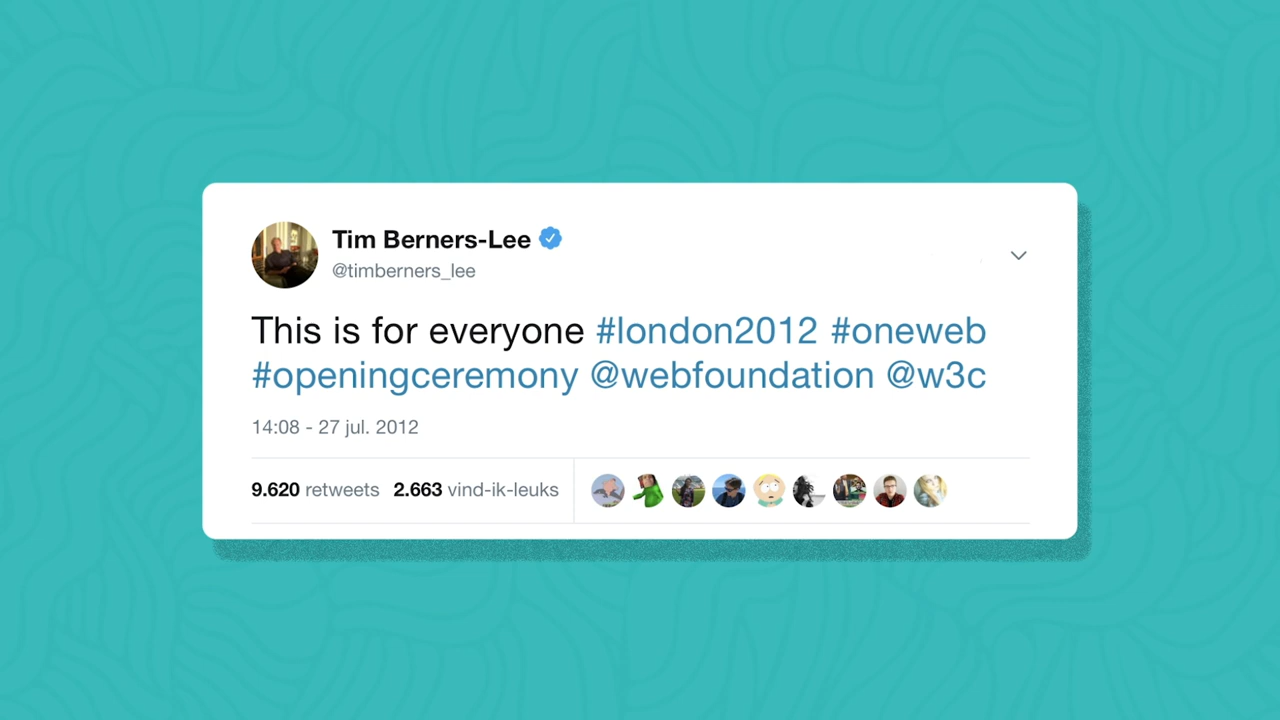 Tim Berners-Lee
@timberners_lee
This is for everyone #london2012 #oneweb
#openingceremony @webfoundation @w3c
14:08 - 27 jul. 2012
9.620 retweets 2.663 vind-ik-leuks